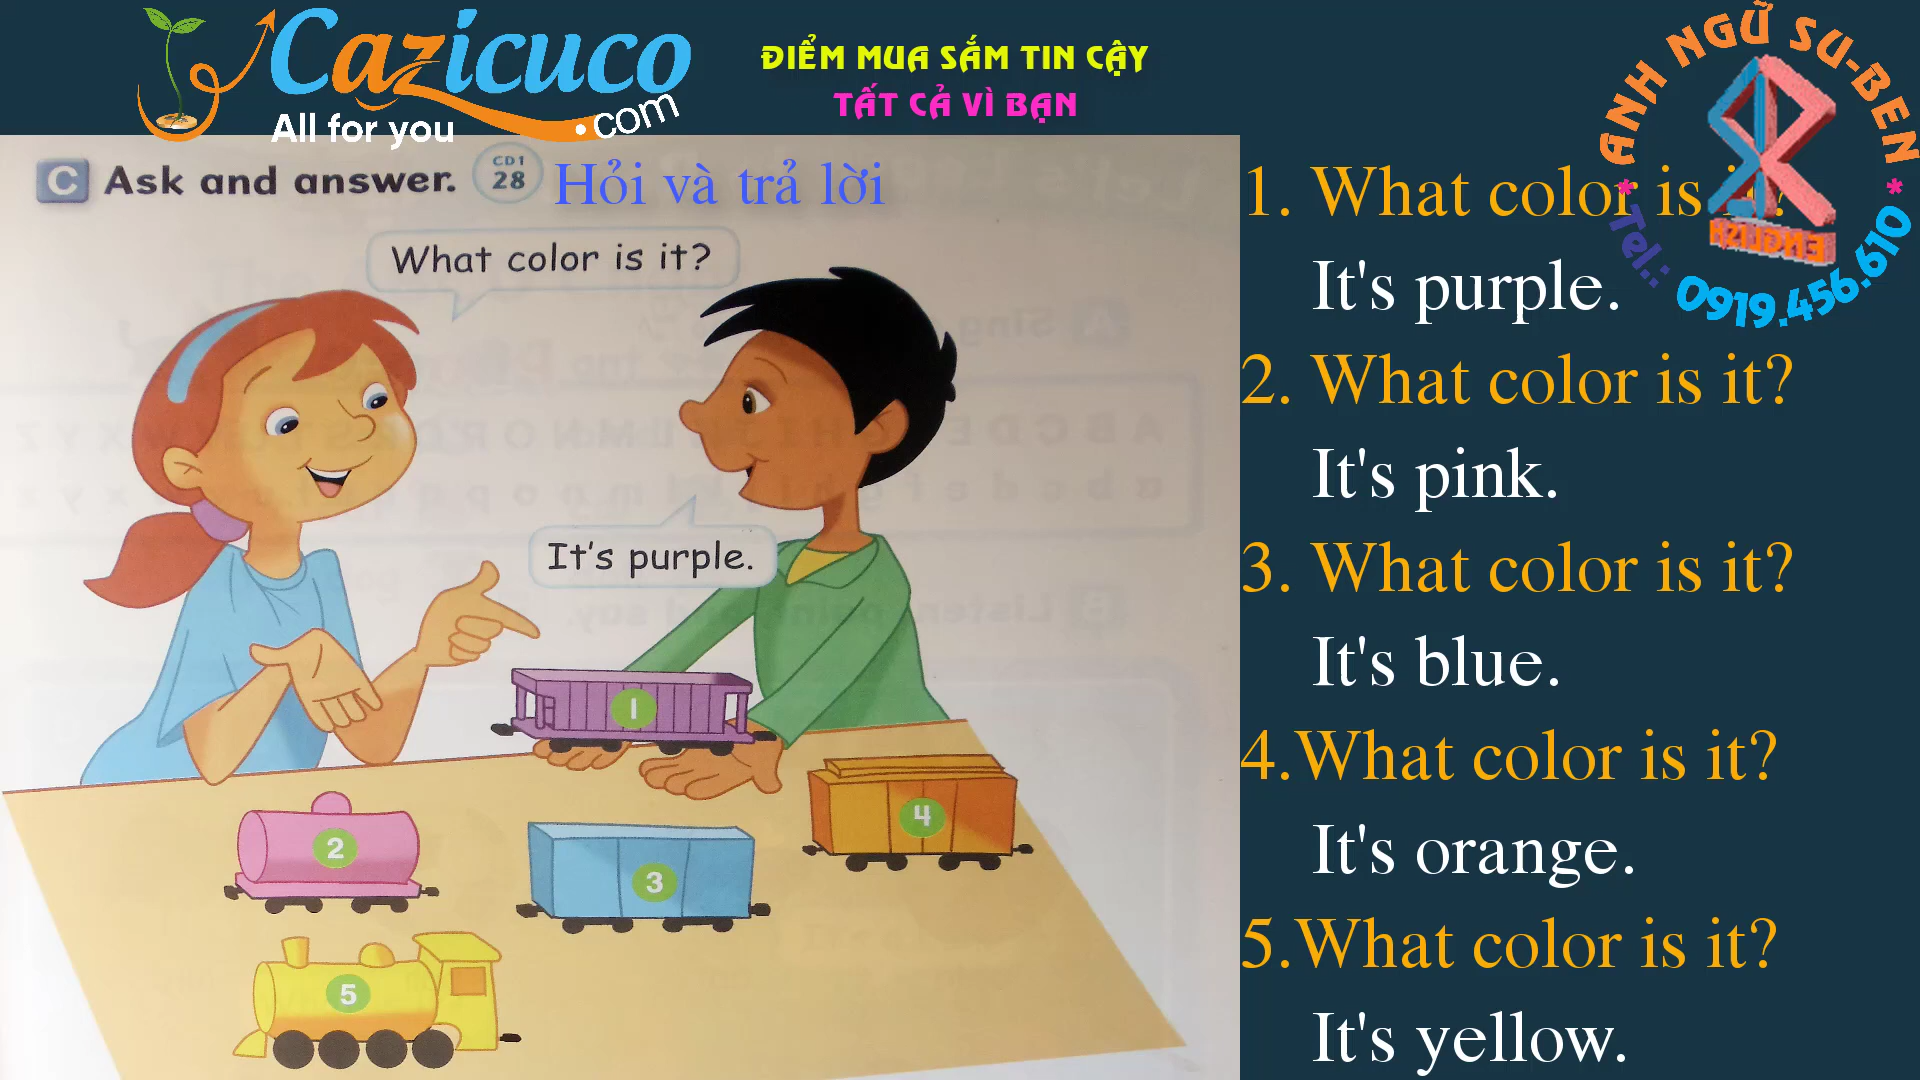 Cazicuco
.com
All for you
ĐIỂM MUA SẮM TIN CẬY
TẤT CẢ VÌ BẠN
ANH NGỮ SU-BEN
ENGLISH
* Tel.: 0919.456.610 *
C Ask and answer. CD1 28 Hỏi và trả lời
What color is it?
It's purple.
1
2
3
4
5
1. What color is it?
It's purple.
2. What color is it?
It's pink.
3. What color is it?
It's blue.
4.What color is it?
It's orange.
5.What color is it?
It's yellow.